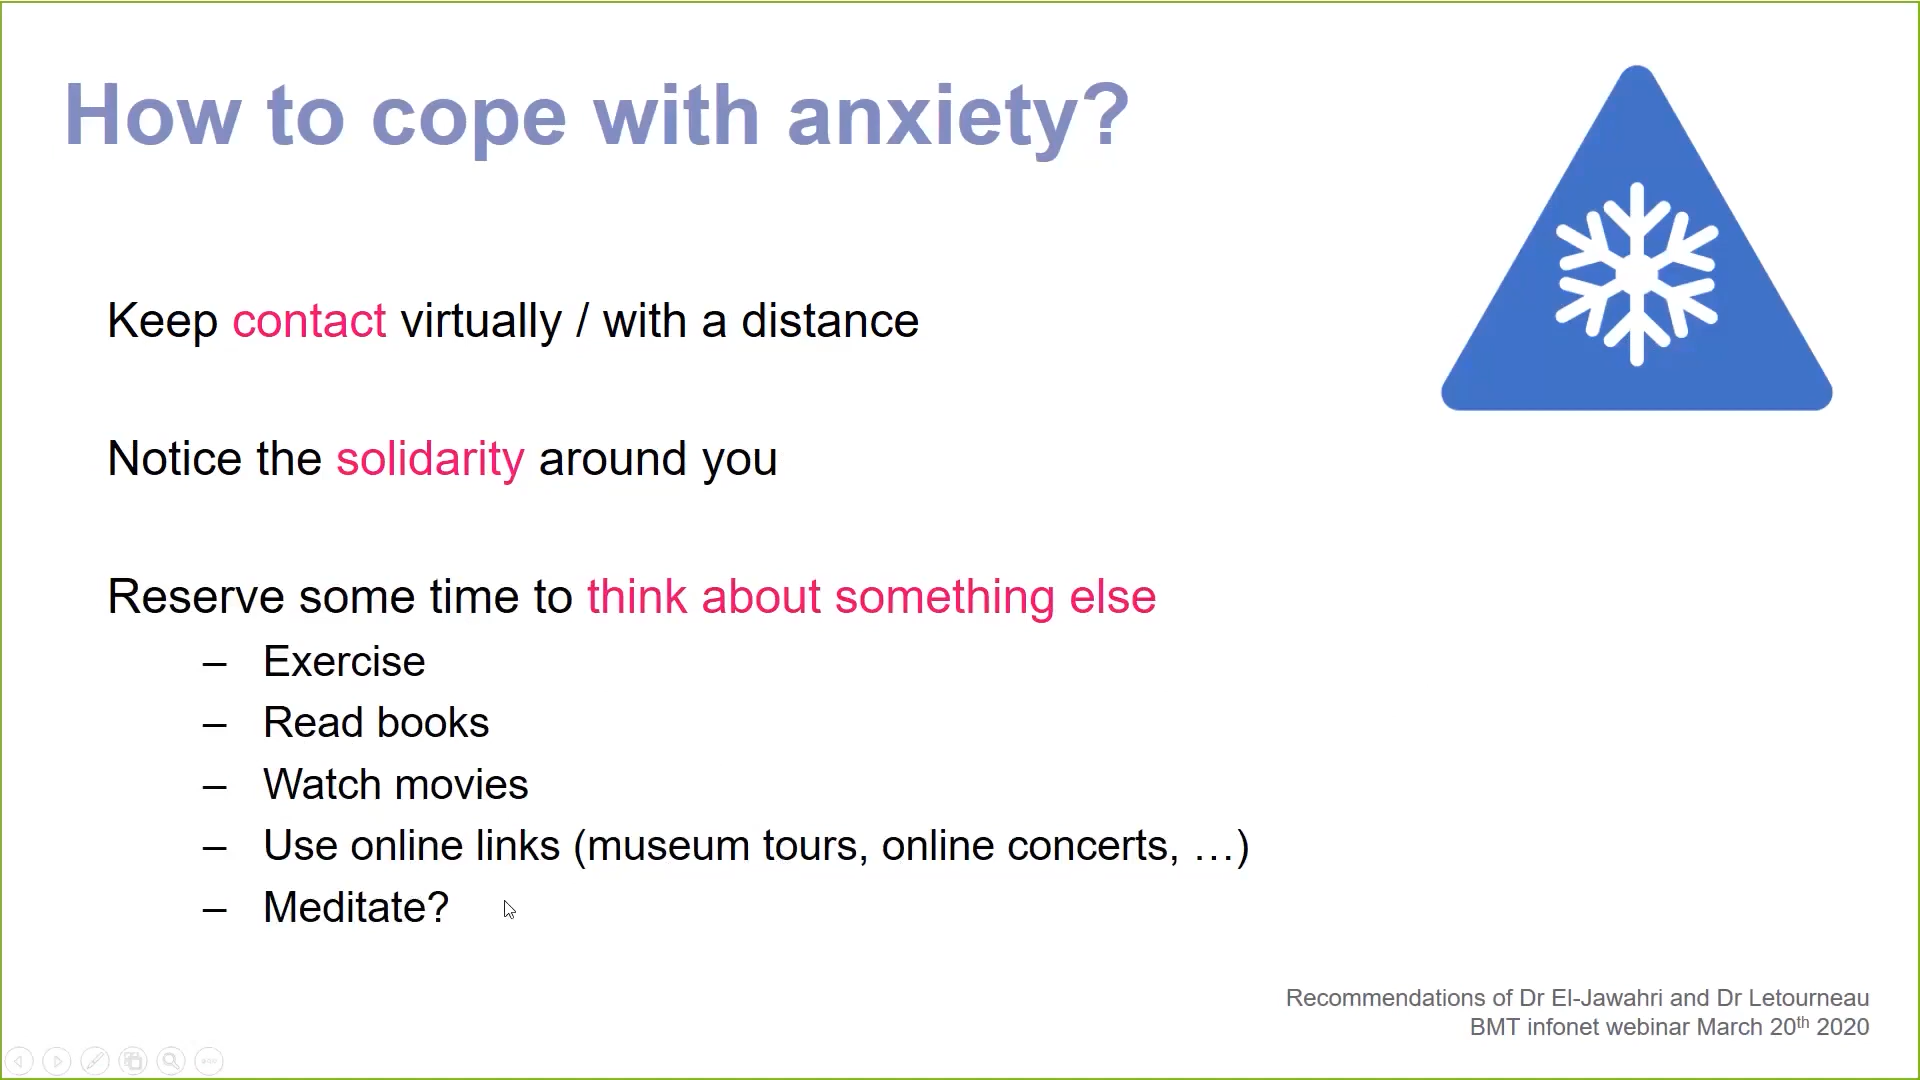 How to cope with anxiety?
Keep contact virtually / with a distance
Notice the solidarity around you
Reserve some time to think about something else
– Exercise
– Read books
– Watch movies
– Use online links (museum tours, online concerts, …)
– Meditate?
Recommendations of Dr El-Jawahri and Dr Letourneau
BMT infonet webinar March 20th 2020